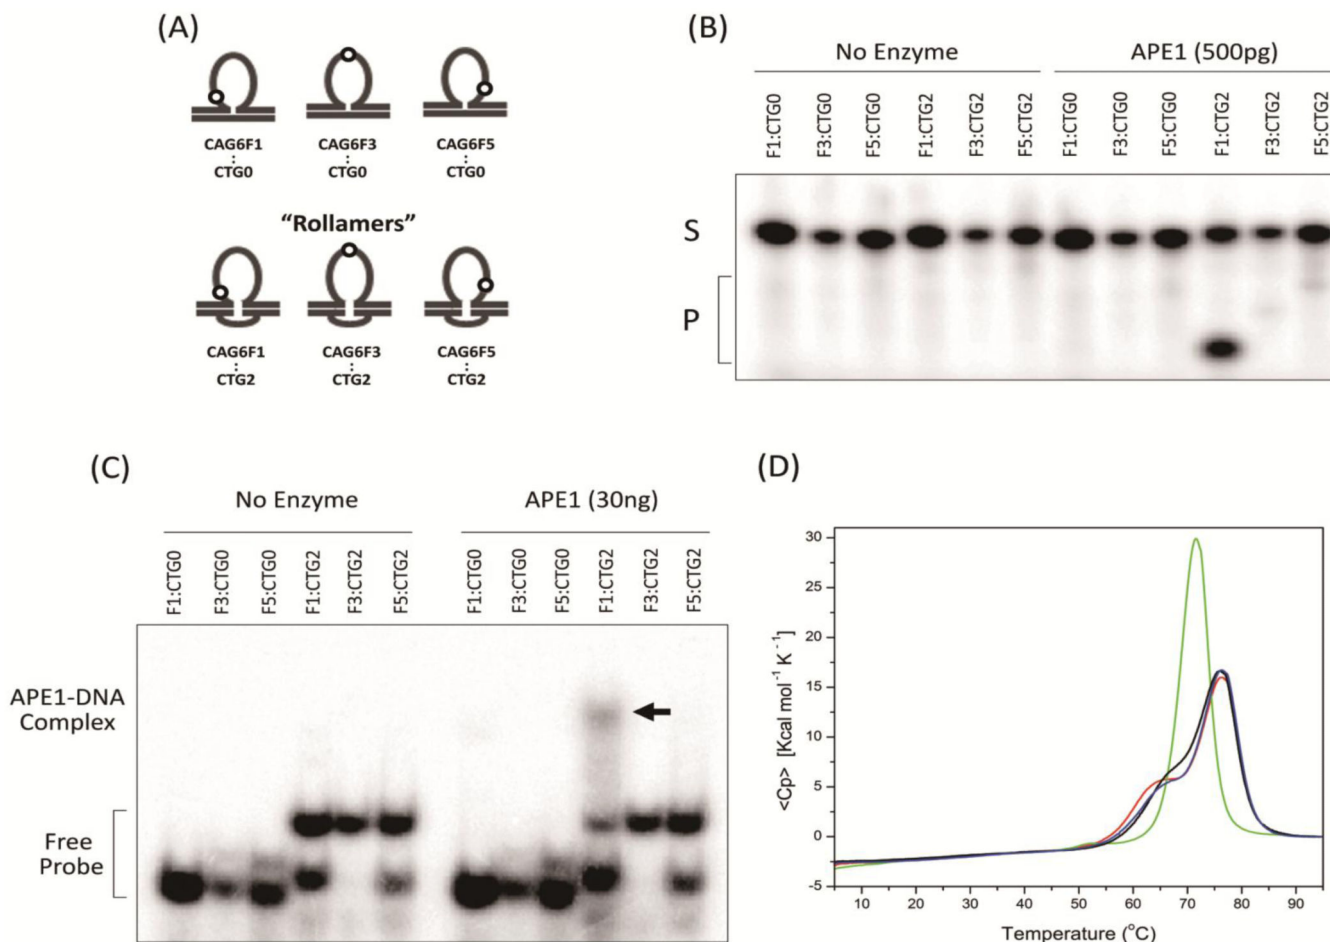 (A)
CAG6F1
:
CTG0
CAG6F3
:
CTG0
CAG6F5
:
CTG0
“Rollamers”
CAG6F1
:
CTG2
CAG6F3
:
CTG2
CAG6F5
:
CTG2
(B)
No Enzyme
APE1 (500pg)
F1:CTG0
F3:CTG0
F5:CTG0
F1:CTG2
F3:CTG2
F5:CTG2
F1:CTG0
F3:CTG0
F5:CTG0
F1:CTG2
F3:CTG2
F5:CTG2
S
P
(C)
No Enzyme
APE1 (30ng)
F1:CTG0
F3:CTG0
F5:CTG0
F1:CTG2
F3:CTG2
F5:CTG2
F1:CTG0
F3:CTG0
F5:CTG0
F1:CTG2
F3:CTG2
F5:CTG2
APE1-DNA
Complex
Free
Probe
(D)
<Cp> [Kcal mol⁻¹ K⁻¹]
30
25
20
15
10
5
0
-5
10 20 30 40 50 60 70 80 90
Temperature (°C)